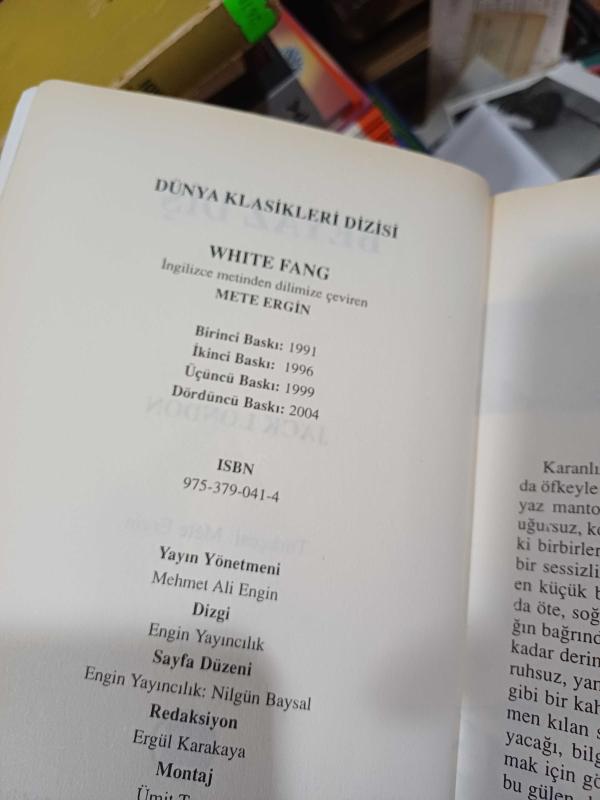 DÜNYA KLASİKLERİ DİZİSİ
WHITE FANG
İngilizce metinden dilimize çeviren
METE ERGİN
Birinci Baskı: 1991
İkinci Baskı: 1996
Üçüncü Baskı: 1999
Dördüncü Baskı: 2004
ISBN
975-379-041-4
Yayın Yönetmeni
Mehmet Ali Engin
Dizgi
Engin Yayıncılık
Sayfa Düzeni
Engin Yayıncılık: Nilgün Baysal
Redaksiyon
Ergül Karakaya
Montaj
Ümit
Karanlı
da öfkeyle
yaz manto
uğursuz, k
ki birbirler
bir sessizli
en küçük b
da öte, soğ
ğın bağrınd
kadar derin
ruhsuz, yar
gibi bir kah
men kılan s
yacağı, bilg
mak için gö
bu gülen